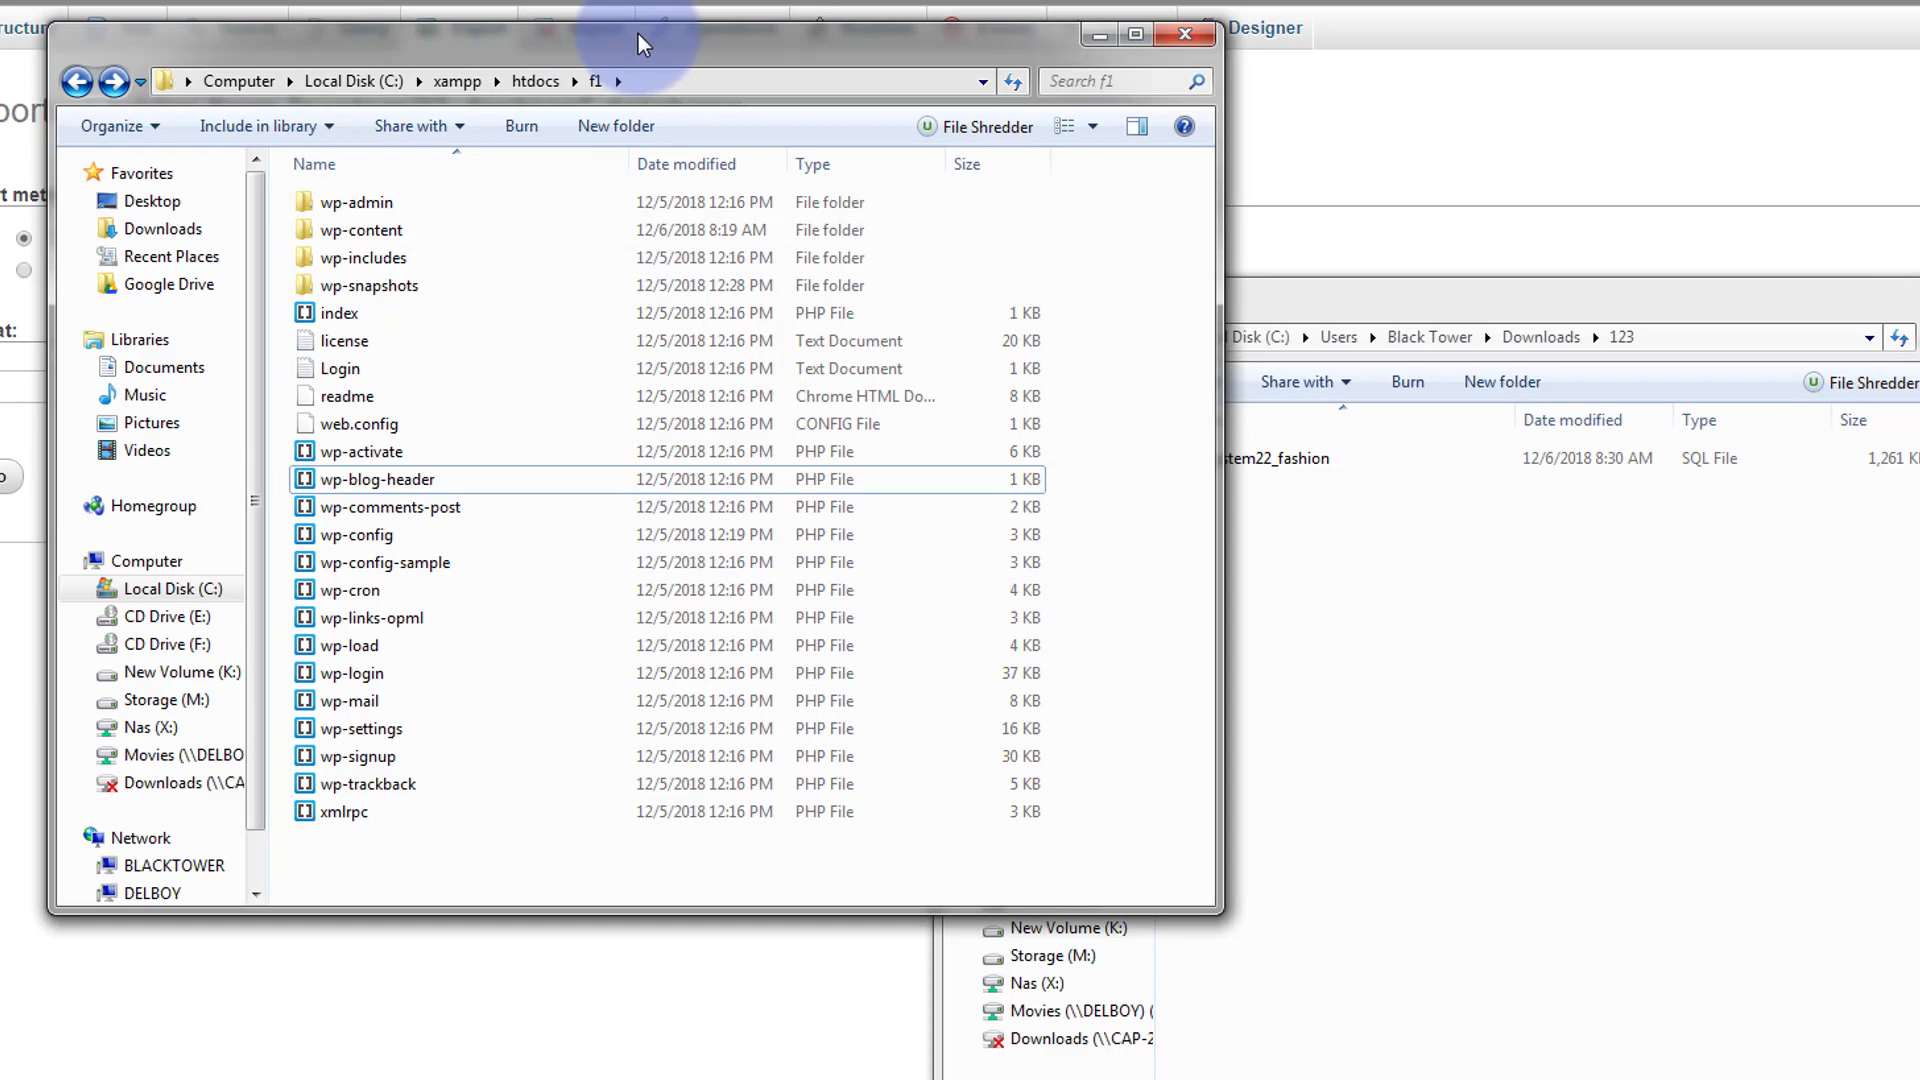 Designer
Computer Local Disk (C:) xampp htdocs f1
Search f1
Organize Include in library Share with Burn New folder File Shredder
Name Date modified Type Size
Favorites
Desktop
Downloads
Recent Places
Google Drive
Libraries
Documents
Music
Pictures
Videos
Homegroup
Computer
Local Disk (C:)
CD Drive (E:)
CD Drive (F:)
New Volume (K:)
Storage (M:)
Nas (X:)
Movies (\\DELBO
Downloads (\\CA
Network
BLACKTOWER
DELBOY
wp-admin 12/5/2018 12:16 PM File folder
wp-content 12/6/2018 8:19 AM File folder
wp-includes 12/5/2018 12:16 PM File folder
wp-snapshots 12/5/2018 12:28 PM File folder
index 12/5/2018 12:16 PM PHP File 1 KB
license 12/5/2018 12:16 PM Text Document 20 KB
Login 12/5/2018 12:16 PM Text Document 1 KB
readme 12/5/2018 12:16 PM Chrome HTML Do... 8 KB
web.config 12/5/2018 12:16 PM CONFIG File 1 KB
wp-activate 12/5/2018 12:16 PM PHP File 6 KB
wp-blog-header 12/5/2018 12:16 PM PHP File 1 KB
wp-comments-post 12/5/2018 12:16 PM PHP File 2 KB
wp-config 12/5/2018 12:19 PM PHP File 3 KB
wp-config-sample 12/5/2018 12:16 PM PHP File 3 KB
wp-cron 12/5/2018 12:16 PM PHP File 4 KB
wp-links-opml 12/5/2018 12:16 PM PHP File 3 KB
wp-load 12/5/2018 12:16 PM PHP File 4 KB
wp-login 12/5/2018 12:16 PM PHP File 37 KB
wp-mail 12/5/2018 12:16 PM PHP File 8 KB
wp-settings 12/5/2018 12:16 PM PHP File 16 KB
wp-signup 12/5/2018 12:16 PM PHP File 30 KB
wp-trackback 12/5/2018 12:16 PM PHP File 5 KB
xmlrpc 12/5/2018 12:16 PM PHP File 3 KB
Disk (C:) Users Black Tower Downloads 123
Share with Burn New folder File Shredder
Date modified Type Size
tem22_fashion 12/6/2018 8:30 AM SQL File 1,261 K
New Volume (K:)
Storage (M:)
Nas (X:)
Movies (\\DELBOY) (
Downloads (\\CAP-2